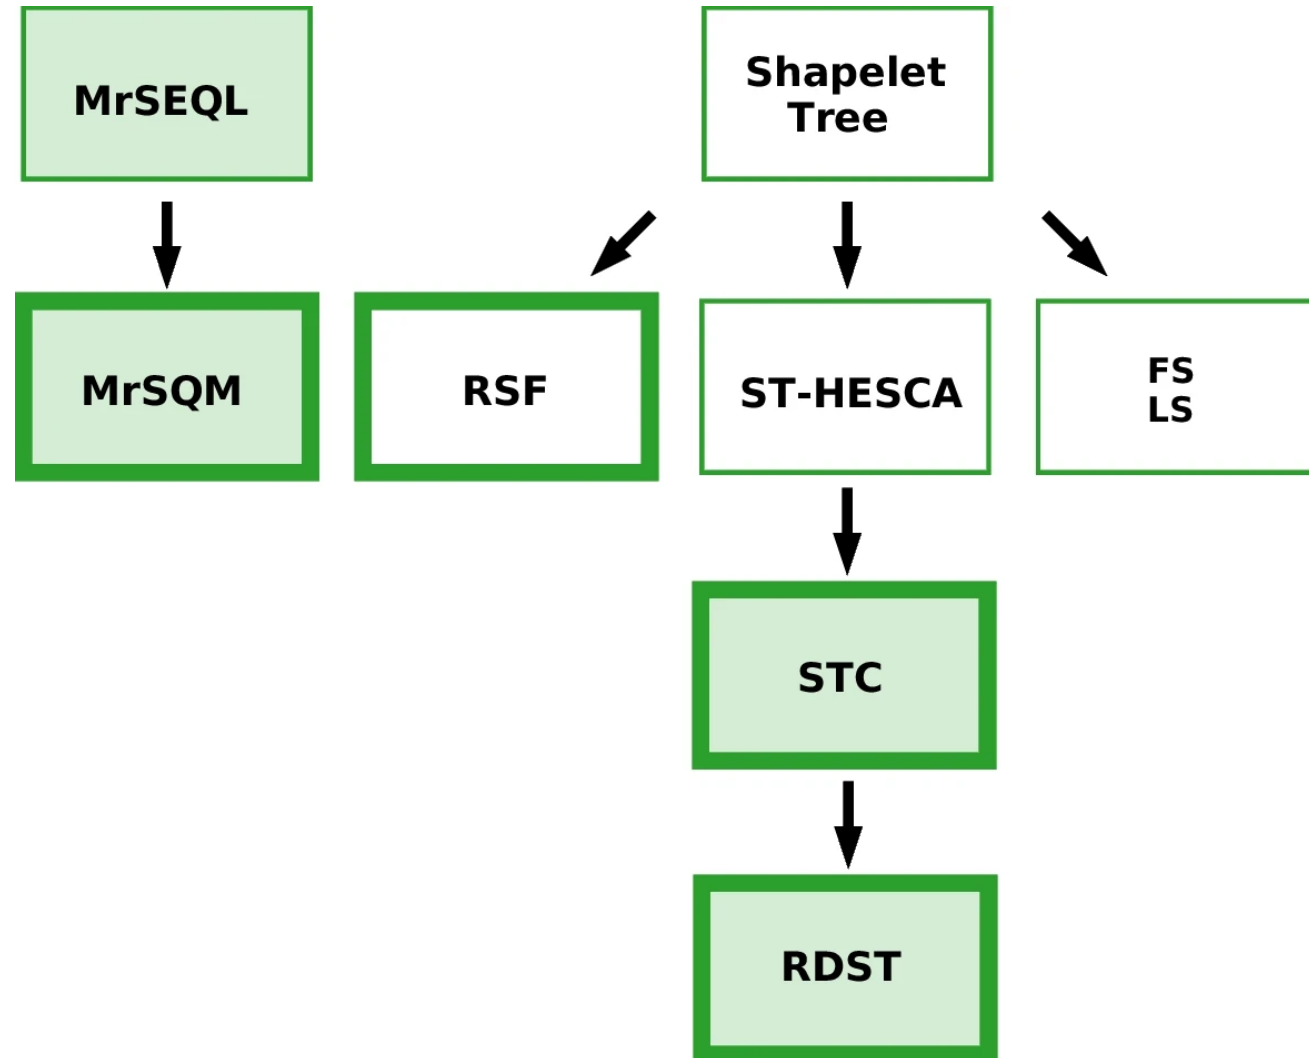 MrSEQL
Shapelet
Tree
MrSQM
RSF
ST-HESCA
FS
LS
STC
RDST